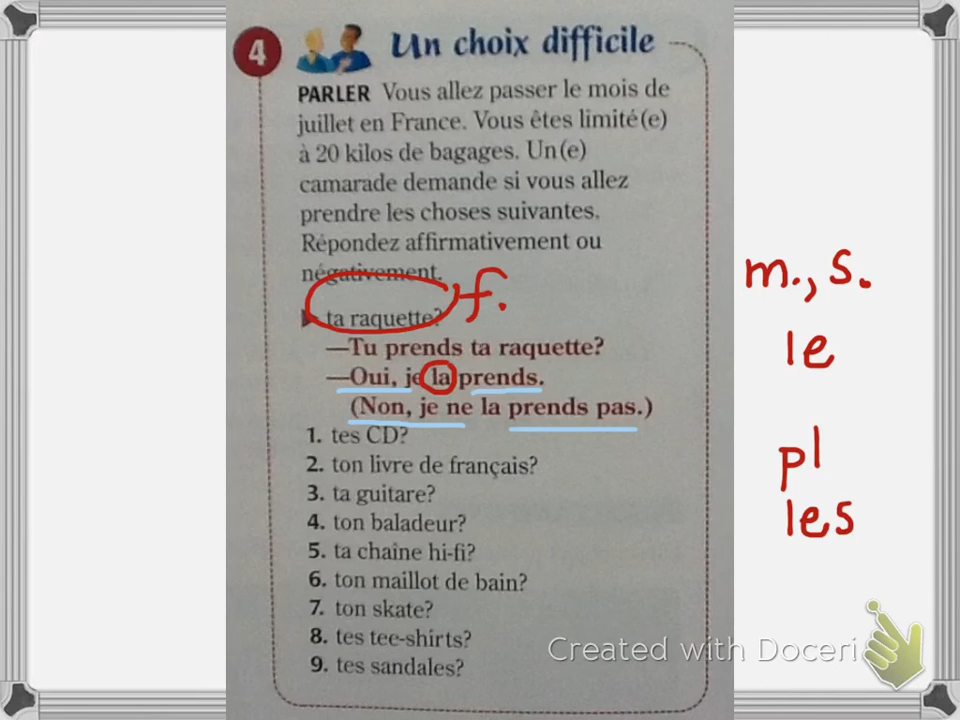 4 Un choix difficile
PARLER Vous allez passer le mois de
juillet en France. Vous êtes limité(e)
à 20 kilos de bagages. Un(e)
camarade demande si vous allez
prendre les choses suivantes.
Répondez affirmativement ou
négativement.
f.
▶ ta raquette?
—Tu prends ta raquette?
—Oui, je la prends.
(Non, je ne la prends pas.)
1. tes CD?
2. ton livre de français?
3. ta guitare?
4. ton baladeur?
5. ta chaîne hi-fi?
6. ton maillot de bain?
7. ton skate?
8. tes tee-shirts?
9. tes sandales?
m., s.
le
pl
les
Created with Doceri